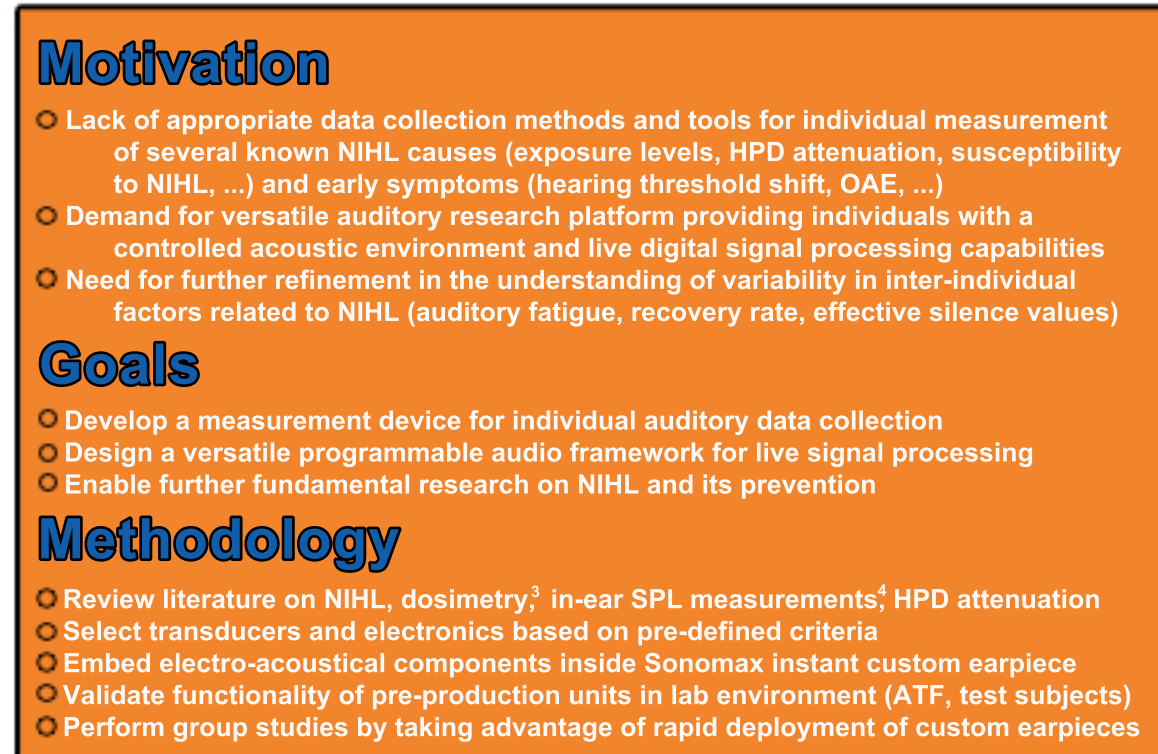 Motivation
Lack of appropriate data collection methods and tools for individual measurement
of several known NIHL causes (exposure levels, HPD attenuation, susceptibility
to NIHL, ...) and early symptoms (hearing threshold shift, OAE, ...)
Demand for versatile auditory research platform providing individuals with a
controlled acoustic environment and live digital signal processing capabilities
Need for further refinement in the understanding of variability in inter-individual
factors related to NIHL (auditory fatigue, recovery rate, effective silence values)
Goals
Develop a measurement device for individual auditory data collection
Design a versatile programmable audio framework for live signal processing
Enable further fundamental research on NIHL and its prevention
Methodology
Review literature on NIHL, dosimetry,³ in-ear SPL measurements,⁴ HPD attenuation
Select transducers and electronics based on pre-defined criteria
Embed electro-acoustical components inside Sonomax instant custom earpiece
Validate functionality of pre-production units in lab environment (ATF, test subjects)
Perform group studies by taking advantage of rapid deployment of custom earpieces